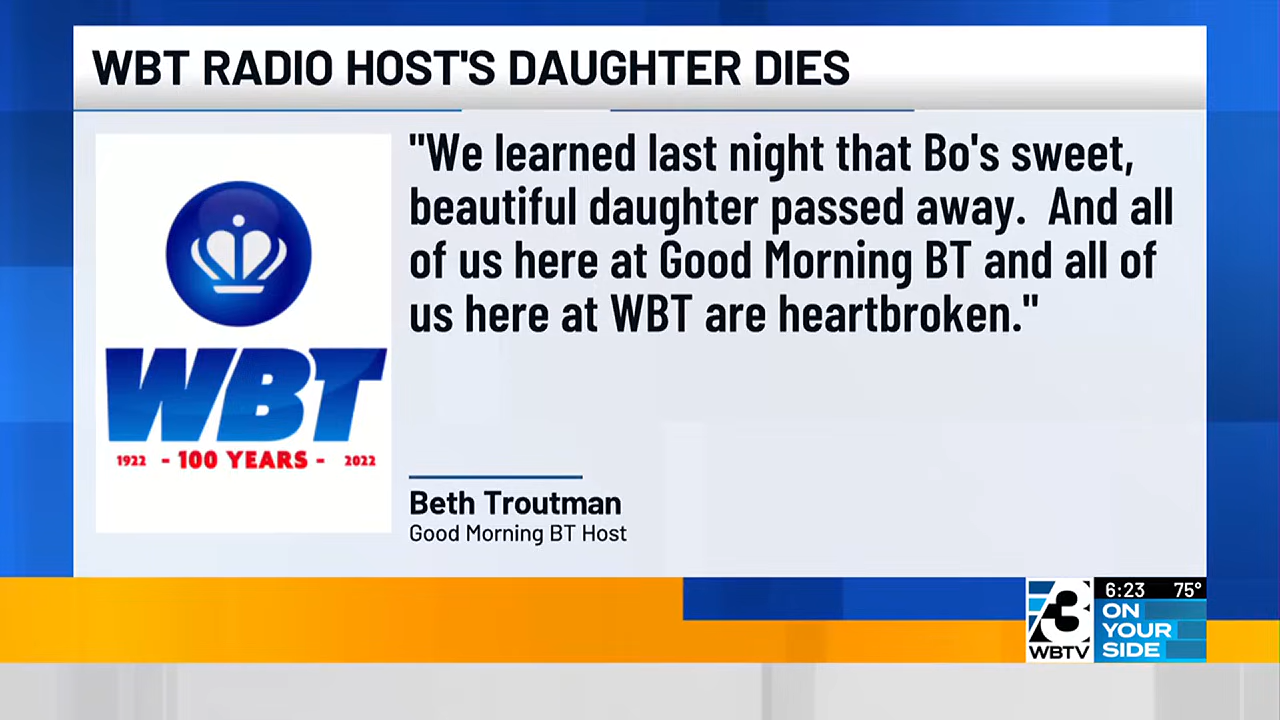 WBT RADIO HOST'S DAUGHTER DIES
"We learned last night that Bo's sweet,
beautiful daughter passed away.  And all
of us here at Good Morning BT and all of
us here at WBT are heartbroken."
WBT
1922 - 100 YEARS - 2022
Beth Troutman
Good Morning BT Host
3
WBTV
6:23 75°
ON
YOUR
SIDE